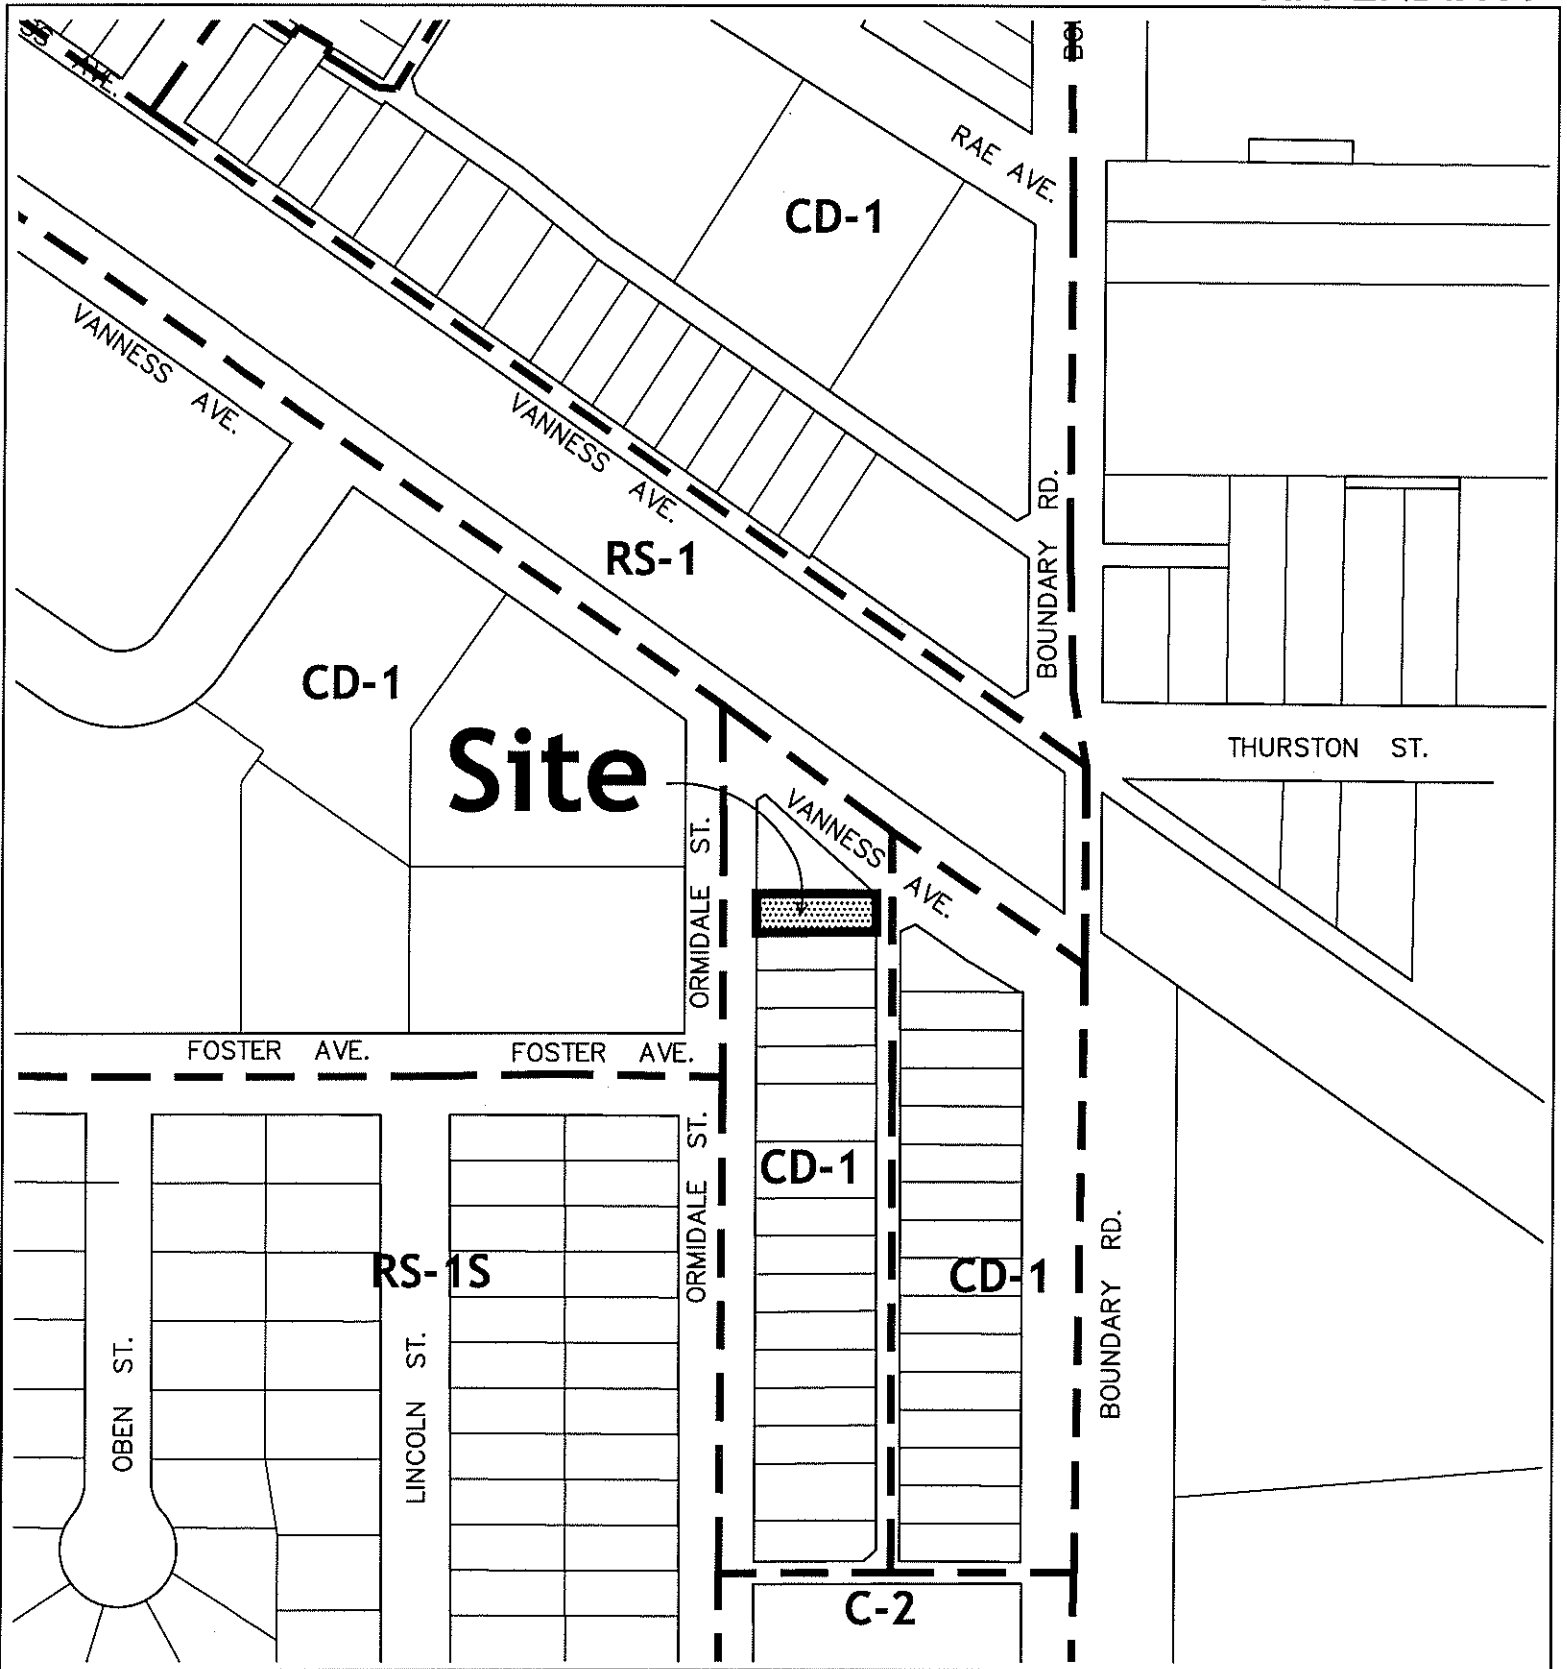 RAE AVE.
CD-1
VANNESS AVE.
VANNESS AVE.
RS-1
BOUNDARY RD.
CD-1
Site
THURSTON ST.
VANNESS AVE.
ORMIDALE ST.
FOSTER AVE.
FOSTER AVE.
ORMIDALE ST.
CD-1
RS-1S
CD-1
BOUNDARY RD.
OBEN ST.
LINCOLN ST.
C-2